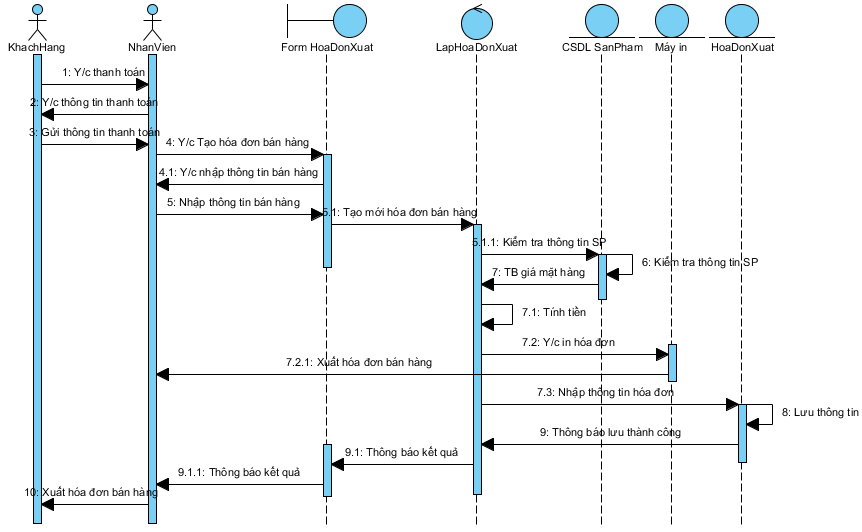 KhachHang
NhanVien
Form HoaDonXuat
LapHoaDonXuat
CSDL SanPham
Máy in
HoaDonXuat
1: Y/c thanh toán
2: Y/c thông tin thanh toán
3: Gửi thông tin thanh toán
4: Y/c Tạo hóa đơn bán hàng
4.1: Y/c nhập thông tin bán hàng
5: Nhập thông tin bán hàng
5.1: Tạo mới hóa đơn bán hàng
5.1.1: Kiểm tra thông tin SP
6: Kiểm tra thông tin SP
7: TB giá mặt hàng
7.1: Tính tiền
7.2: Y/c in hóa đơn
7.2.1: Xuất hóa đơn bán hàng
7.3: Nhập thông tin hóa đơn
8: Lưu thông tin
9: Thông báo lưu thành công
9.1: Thông báo kết quả
9.1.1: Thông báo kết quả
10: Xuất hóa đơn bán hàng